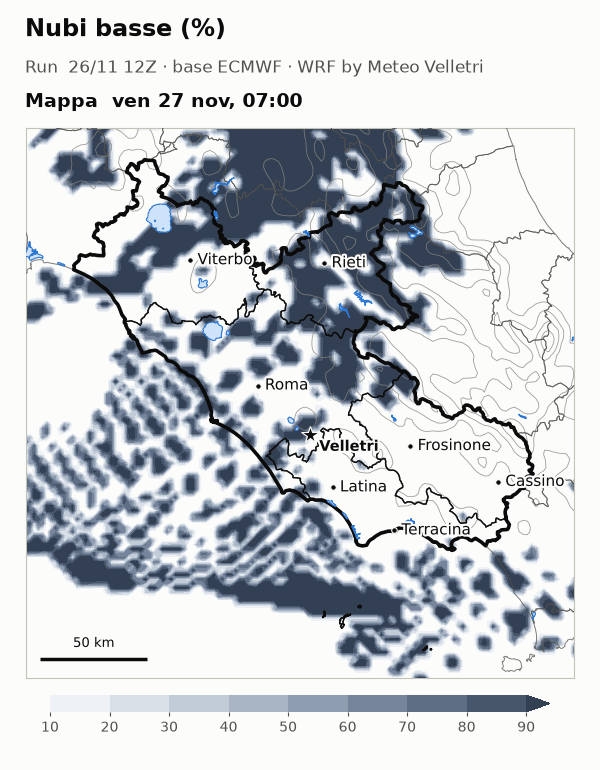 Nubi basse (%)
Run  26/11 12Z · base ECMWF · WRF by Meteo Velletri
Mappa  ven 27 nov, 07:00
Viterbo
Rieti
Roma
Velletri
Frosinone
Cassino
Latina
Terracina
50 km
10 20 30 40 50 60 70 80 90